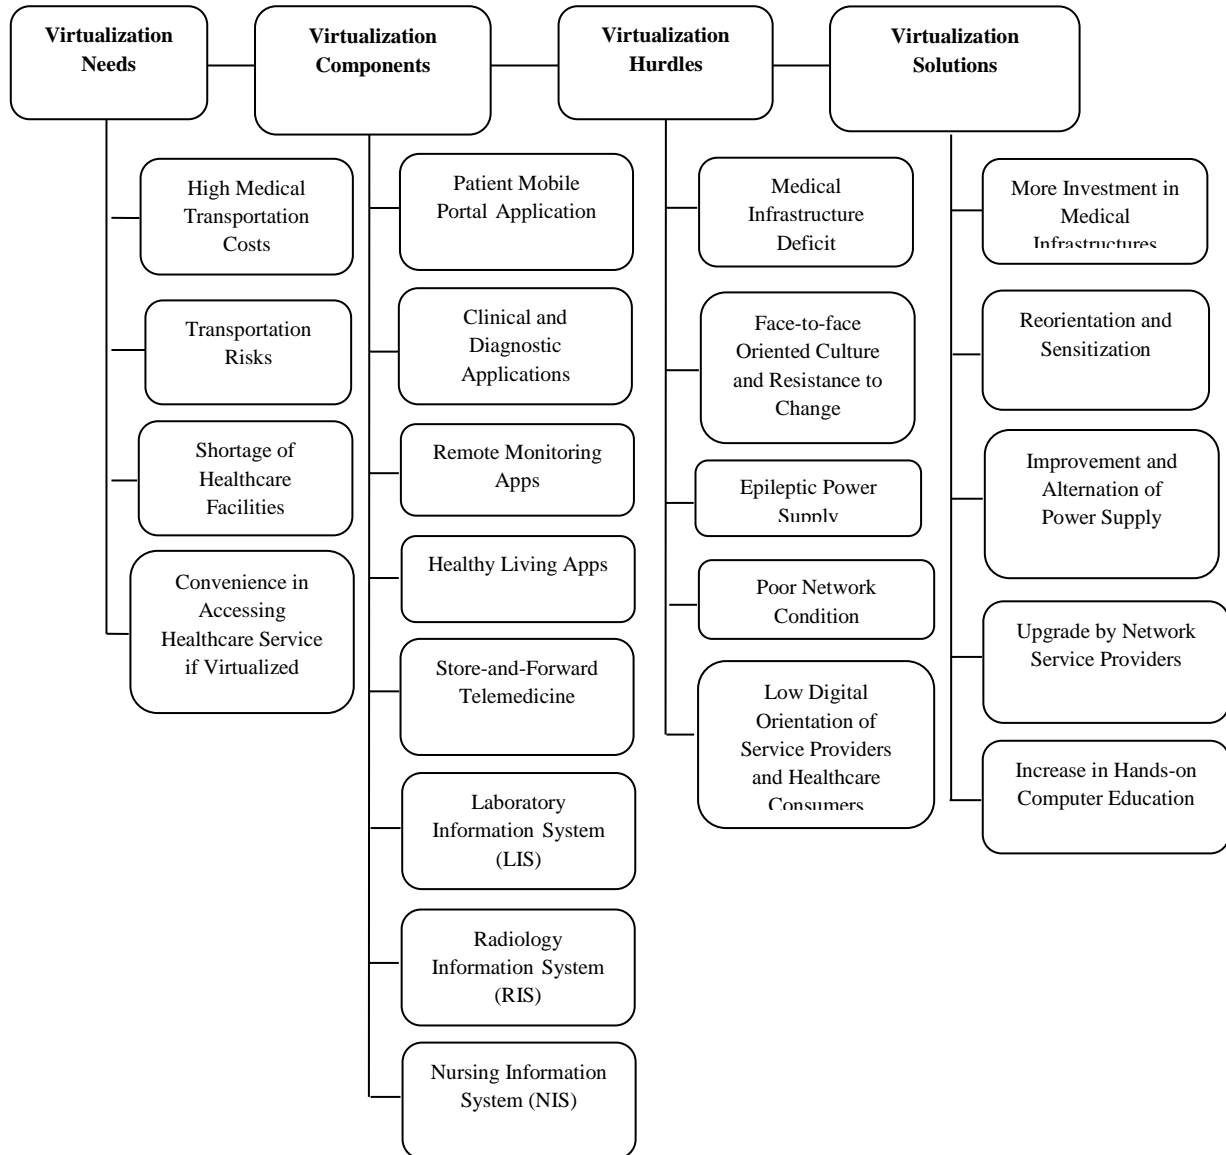 Virtualization
Needs
High Medical
Transportation
Costs
Transportation
Risks
Shortage of
Healthcare
Facilities
Convenience in
Accessing
Healthcare Service
if Virtualized
Virtualization
Components
Patient Mobile
Portal Application
Clinical and
Diagnostic
Applications
Remote Monitoring
Apps
Healthy Living Apps
Store-and-Forward
Telemedicine
Laboratory
Information System
(LIS)
Radiology
Information System
(RIS)
Nursing Information
System (NIS)
Virtualization
Hurdles
Medical
Infrastructure
Deficit
Face-to-face
Oriented Culture
and Resistance to
Change
Epileptic Power
Supply
Poor Network
Condition
Low Digital
Orientation of
Service Providers
and Healthcare
Consumers
Virtualization
Solutions
More Investment in
Medical
Infrastructures
Reorientation and
Sensitization
Improvement and
Alternation of
Power Supply
Upgrade by Network
Service Providers
Increase in Hands-on
Computer Education